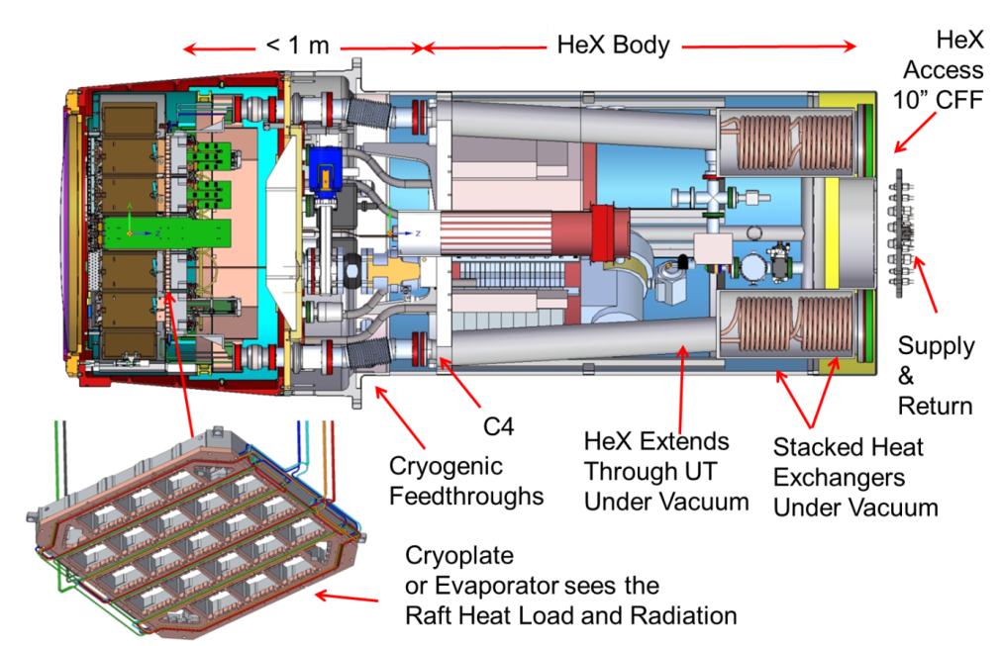 < 1 m
HeX Body
HeX
Access
10” CFF
Z
Z
Supply
&
Return
C4
Cryogenic
Feedthroughs
HeX Extends
Through UT
Under Vacuum
Stacked Heat
Exchangers
Under Vacuum
Cryoplate
or Evaporator sees the
Raft Heat Load and Radiation